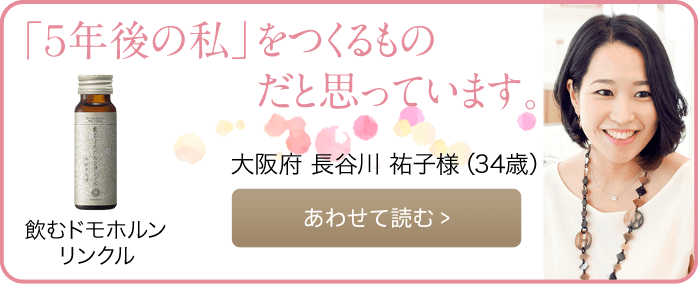 「5年後の私」をつくるもの
だと思っています。
大阪府 長谷川 祐子様（34歳）
飲むドモホルン
リンクル
あわせて読む >